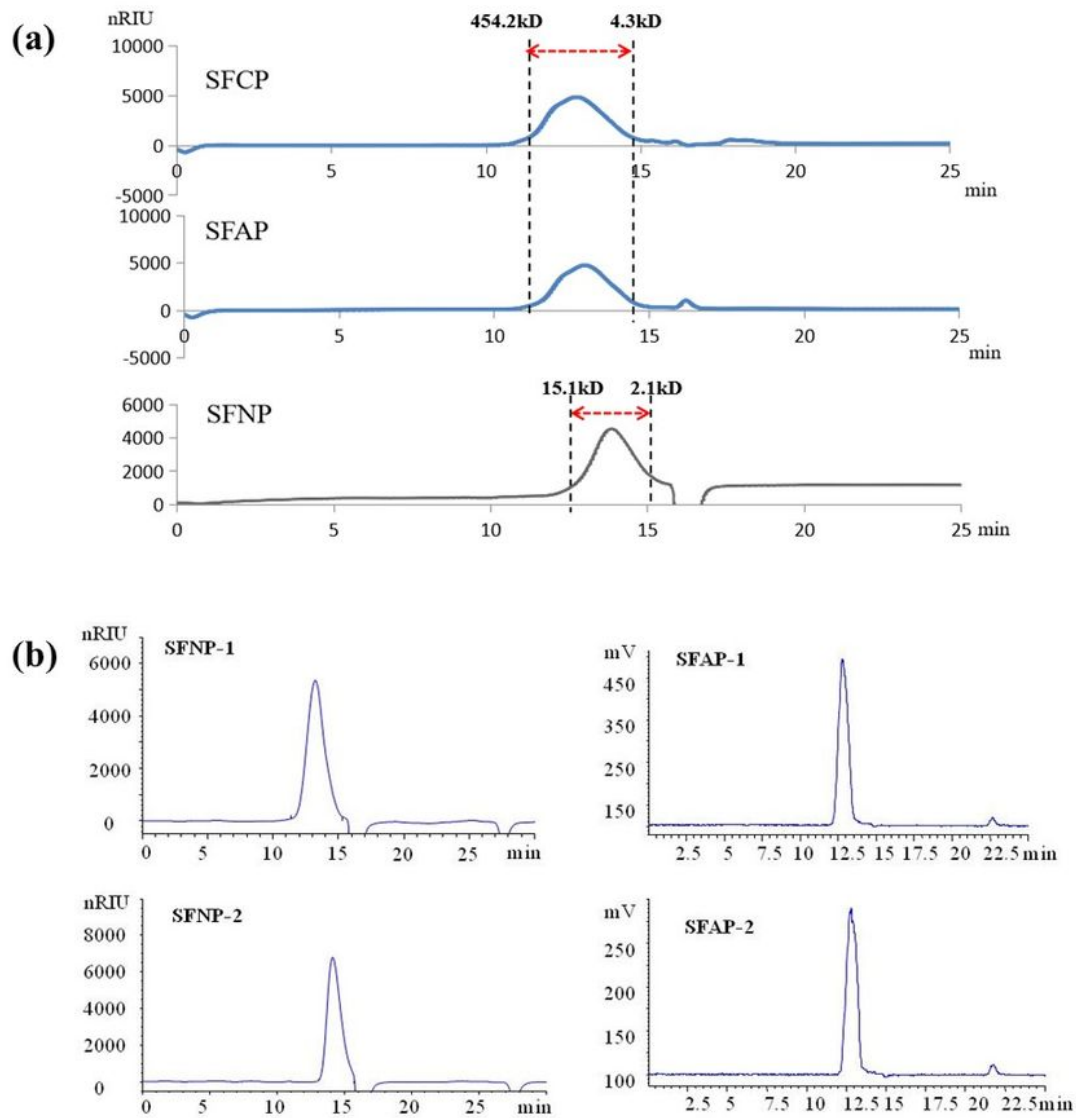 (a)
nRIU
454.2kD 4.3kD
10000
SFCP
5000
0
0 5 10 15 20 25
min
-5000
10000
SFAP
5000
0
0 5 10 15 20 25
min
-5000
15.1kD 2.1kD
6000
SFNP
4000
2000
0
0 5 10 15 20 25
min
(b)
nRIU
SFNP-1
6000
4000
2000
0
0 5 10 15 20 25 min
mV
SFAP-1
450
350
250
150
2.5 5 7.5 10 12.5 15 17.5 20 22.5 min
nRIU
SFNP-2
8000
6000
4000
2000
0
0 5 10 15 20 25 min
mV
SFAP-2
250
200
150
100
2.5 5 7.5 10 12.5 15 17.5 20 22.5 min